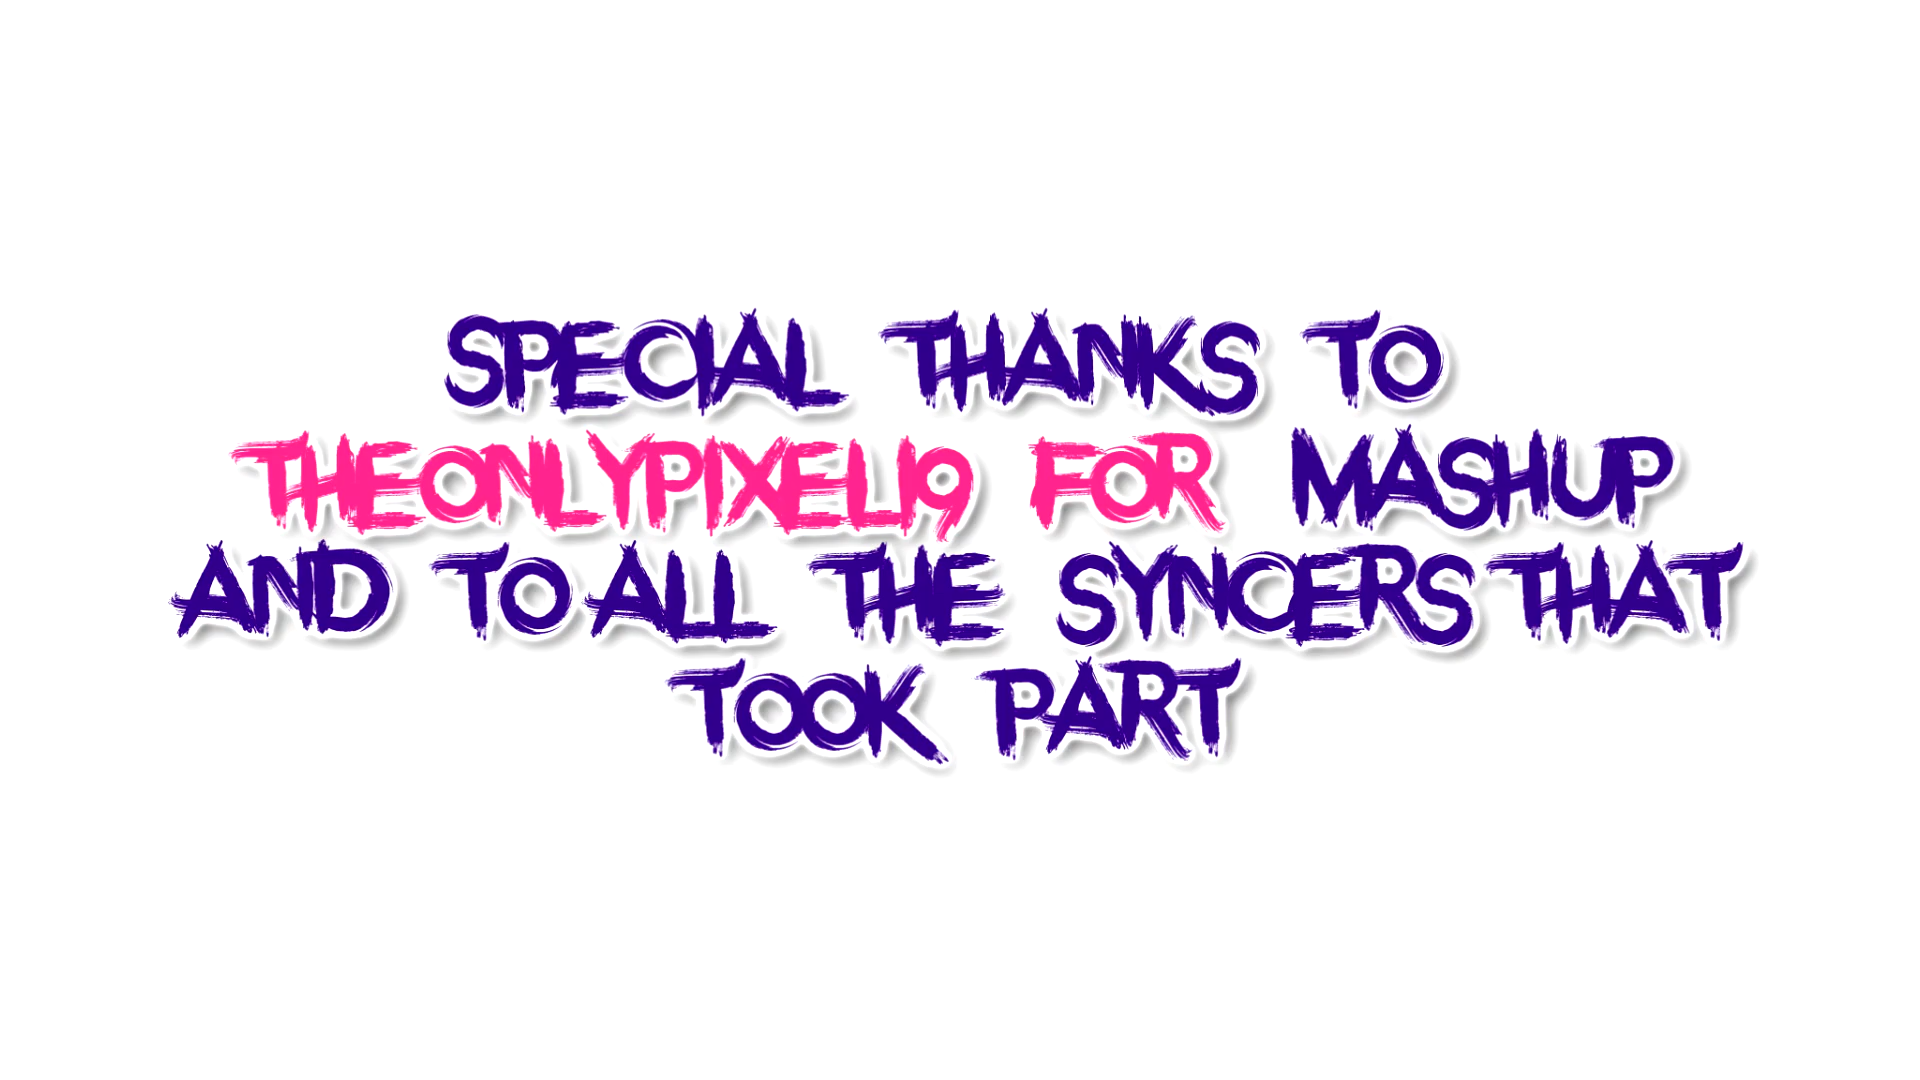 SPECIAL THANKS TO
THEONLYPIXEL19 FOR MASHUP
AND TO ALL THE SYNCERS THAT
TOOK PART